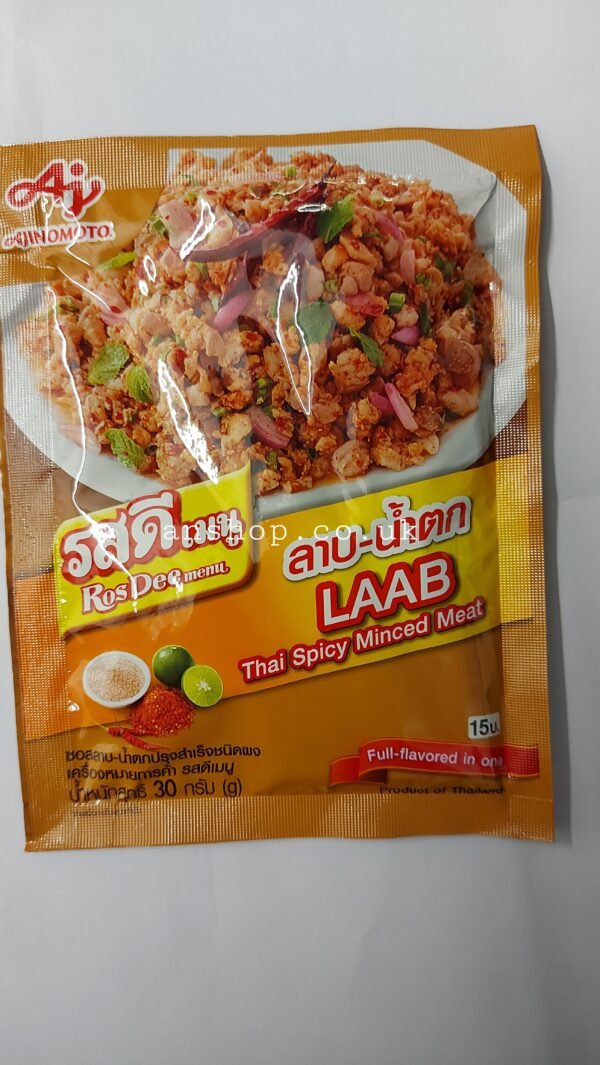 AJINOMOTO
รสดีเมนู
RosDee menu
anshop.co.uk
ลาบ-น้ำตก
LAAB
Thai Spicy Minced Meat
15บ.
Full-flavored in one
Product of Thailand
ซอสลาบ-น้ำตกปรุงสำเร็จชนิดผง
เครื่องหมายการค้า รสดีเมนู
น้ำหนักสุทธิ 30 กรัม (g)